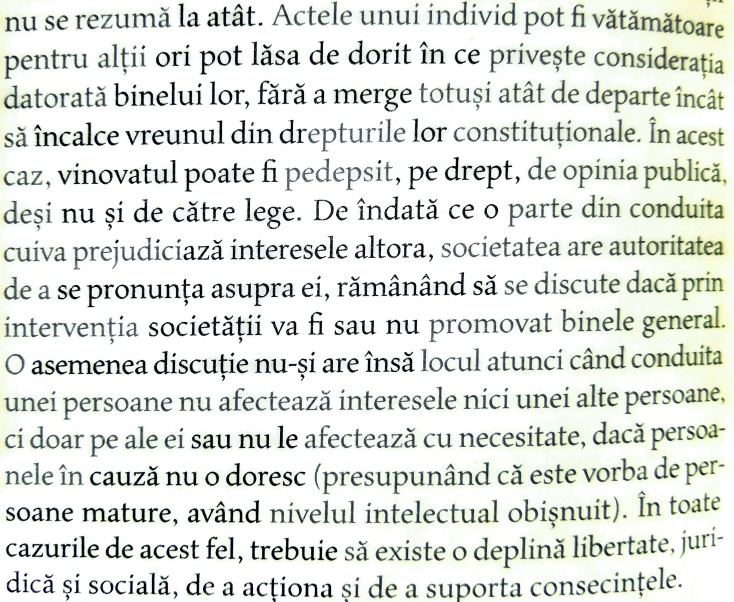 nu se rezumă la atât. Actele unui individ pot fi vătămătoare
pentru alții ori pot lăsa de dorit în ce privește considerația
datorată binelui lor, fără a merge totuși atât de departe încât
să încalce vreunul din drepturile lor constituționale. În acest
caz, vinovatul poate fi pedepsit, pe drept, de opinia publică,
deși nu și de către lege. De îndată ce o parte din conduita
cuiva prejudiciază interesele altora, societatea are autoritatea
de a se pronunța asupra ei, rămânând să se discute dacă prin
intervenția societății va fi sau nu promovat binele general.
O asemenea discuție nu-și are însă locul atunci când conduita
unei persoane nu afectează interesele nici unei alte persoane,
ci doar pe ale ei sau nu le afectează cu necesitate, dacă persoa-
nele în cauză nu o doresc (presupunând că este vorba de per-
soane mature, având nivelul intelectual obișnuit). În toate
cazurile de acest fel, trebuie să existe o deplină libertate, juri-
dică și socială, de a acționa și de a suporta consecințele.